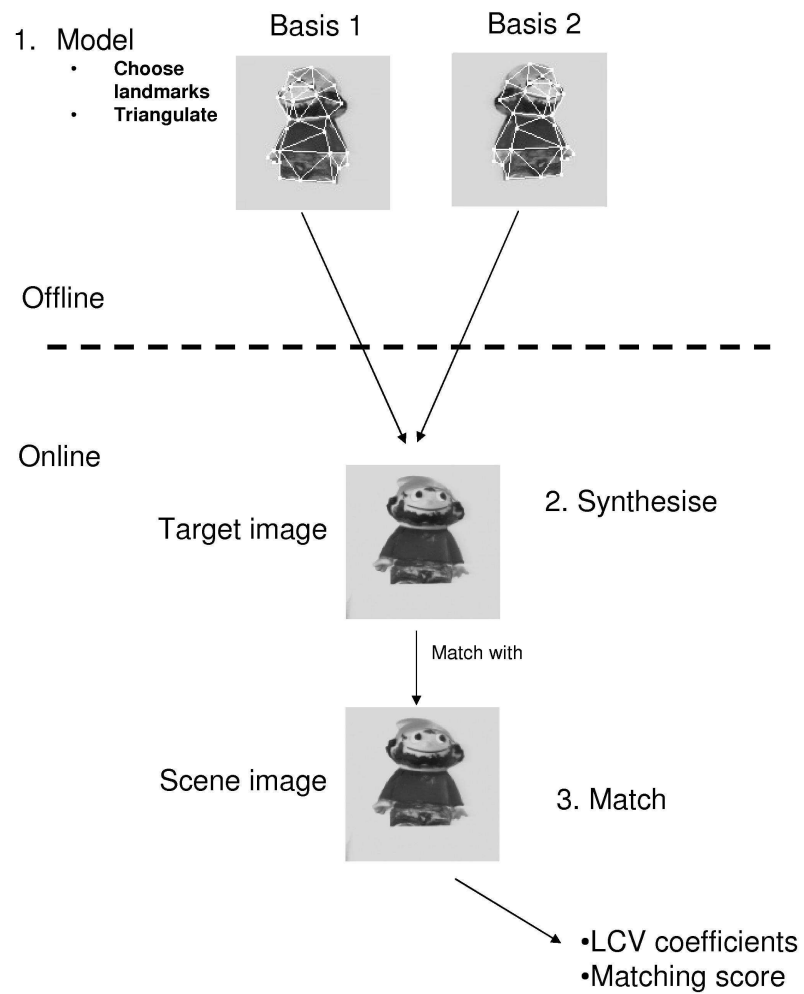 1. Model
• Choose
landmarks
• Triangulate
Basis 1
Basis 2
Offline
Online
Target image
2. Synthesise
Match with
Scene image
3. Match
•LCV coefficients
•Matching score